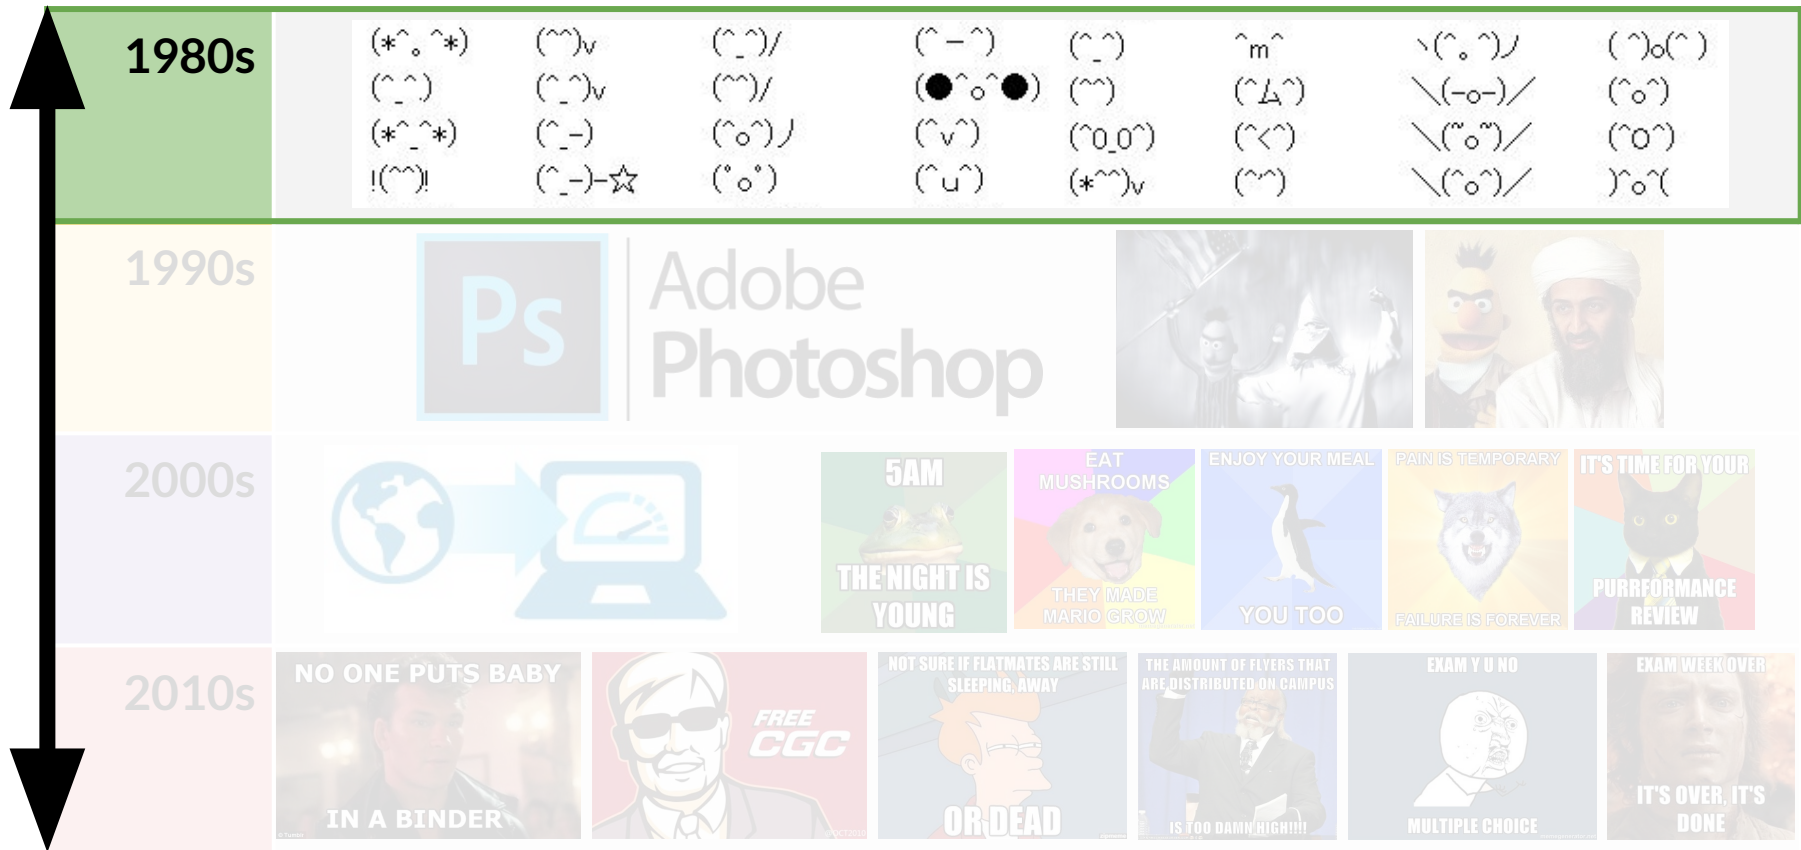 1980s
(*^。^*) (^^)v (^_^)/ (^—^) (^_^) ^m^ ヽ(^。^)ノ ( ^)o(^ )
(^_^) (^_^)v (^^)/ (●^o^●) (^^) (^ム^) ＼(-o-)／ (^o^)
(*^_^*) (^_-) (^o^)ノ (^v^) (^0_0^) (^<^) ＼(~o~)／ (^O^)
!(^^)! (^_-)-☆ (°o°) (^u^) (*^^)v (^'^) ＼(^o^)／ )^o^(
1990s
Ps
Adobe
Photoshop
2000s
5AM
THE NIGHT IS
YOUNG
EAT
MUSHROOMS
THEY MADE
MARIO GROW
ENJOY YOUR MEAL
YOU TOO
PAIN IS TEMPORARY
FAILURE IS FOREVER
IT'S TIME FOR YOUR
PURRFORMANCE
REVIEW
2010s
NO ONE PUTS BABY
IN A BINDER
FREE
CGC
NOT SURE IF FLATMATES ARE STILL
SLEEPING, AWAY
OR DEAD
THE AMOUNT OF FLYERS THAT
ARE DISTRIBUTED ON CAMPUS
IS TOO DAMN HIGH!!!!
EXAM Y U NO
MULTIPLE CHOICE
EXAM WEEK OVER
IT'S OVER, IT'S
DONE